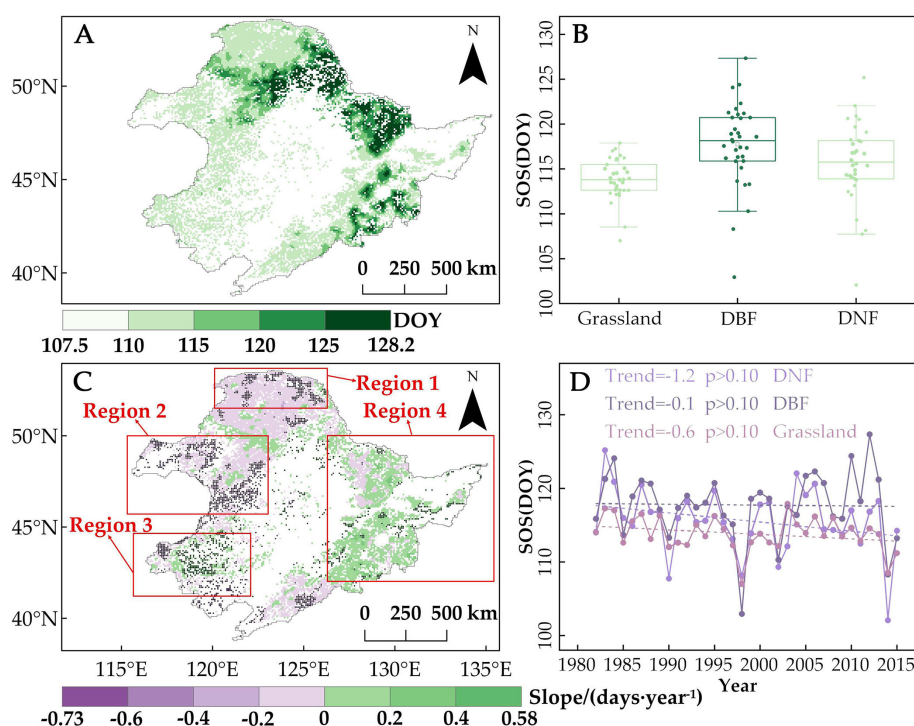 A
N
50°N
45°N
40°N
0 250 500 km
DOY
107.5 110 115 120 125 128.2
B
SOS(DOY)
130
125
120
115
110
105
100
Grassland DBF DNF
C
Region 1
Region 2
Region 4
Region 3
N
50°N
45°N
40°N
0 250 500 km
115°E 120°E 125°E 130°E 135°E
Slope/(days·year⁻¹)
-0.73 -0.6 -0.4 -0.2 0 0.2 0.4 0.58
D
Trend=-1.2 p>0.10 DNF
Trend=-0.1 p>0.10 DBF
Trend=-0.6 p>0.10 Grassland
SOS(DOY)
130
120
110
100
1980 1985 1990 1995 2000 2005 2010 2015
Year